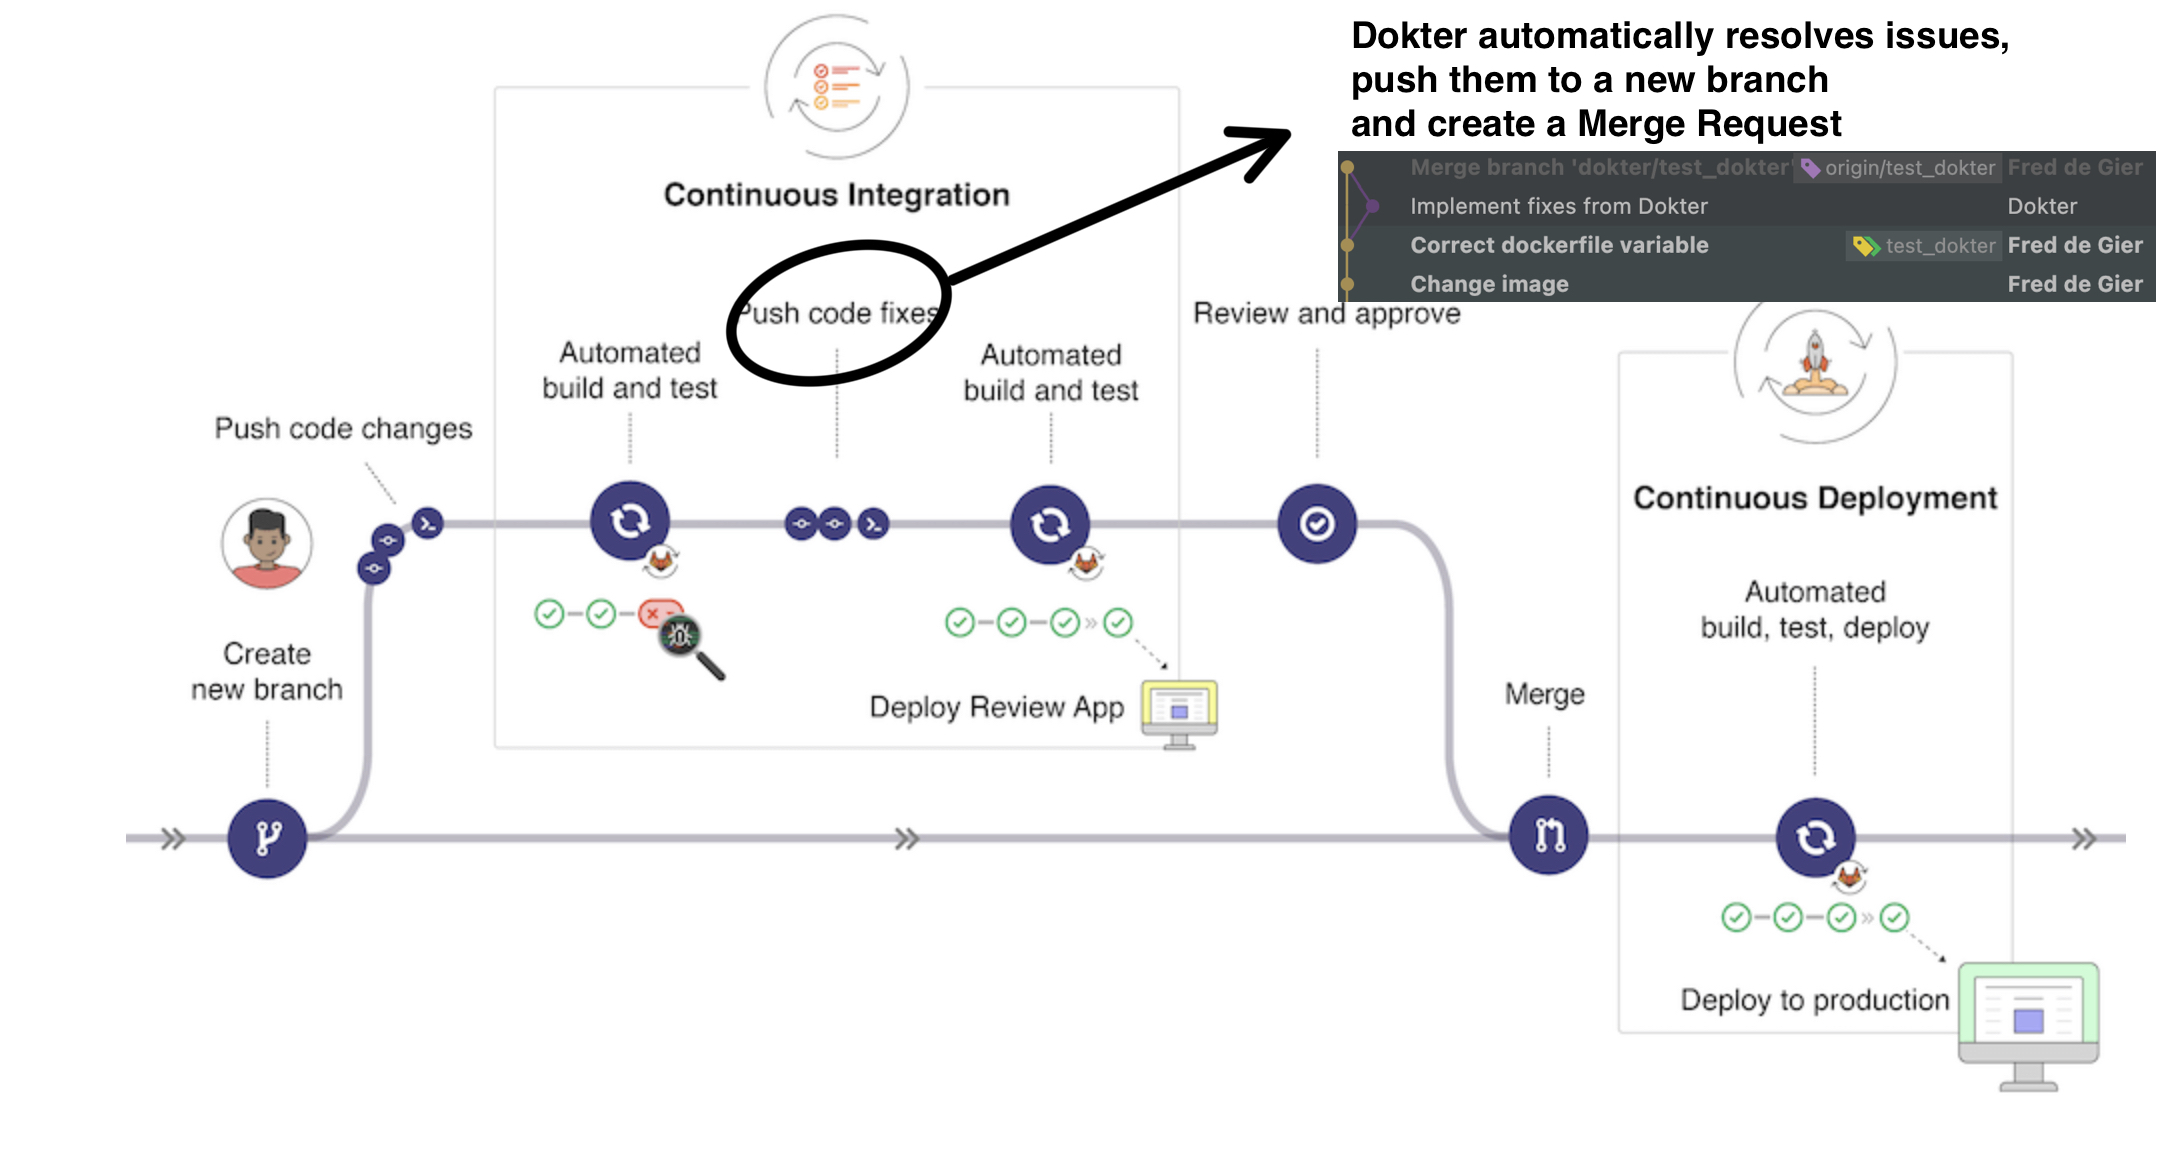 Dokter automatically resolves issues,
push them to a new branch
and create a Merge Request
Merge branch 'dokter/test_dokter' origin/test_dokter Fred de Gier
Implement fixes from Dokter Dokter
Correct dockerfile variable test_dokter Fred de Gier
Change image Fred de Gier
Continuous Integration
Push code fixes
Review and approve
Automated
build and test
Automated
build and test
Push code changes
Create
new branch
Deploy Review App
Continuous Deployment
Automated
build, test, deploy
Merge
Deploy to production